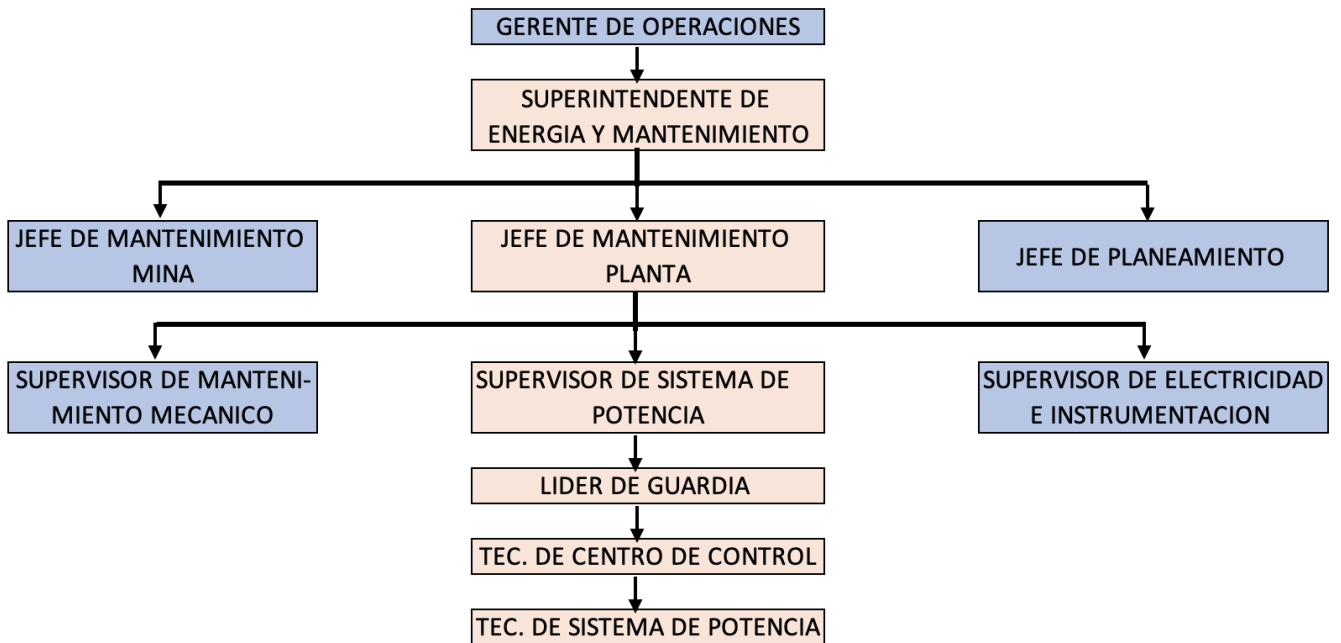 GERENTE DE OPERACIONES
SUPERINTENDENTE DE
ENERGIA Y MANTENIMIENTO
JEFE DE MANTENIMIENTO
MINA
JEFE DE MANTENIMIENTO
PLANTA
JEFE DE PLANEAMIENTO
SUPERVISOR DE MANTENI-
MIENTO MECANICO
SUPERVISOR DE SISTEMA DE
POTENCIA
SUPERVISOR DE ELECTRICIDAD
E INSTRUMENTACION
LIDER DE GUARDIA
TEC. DE CENTRO DE CONTROL
TEC. DE SISTEMA DE POTENCIA